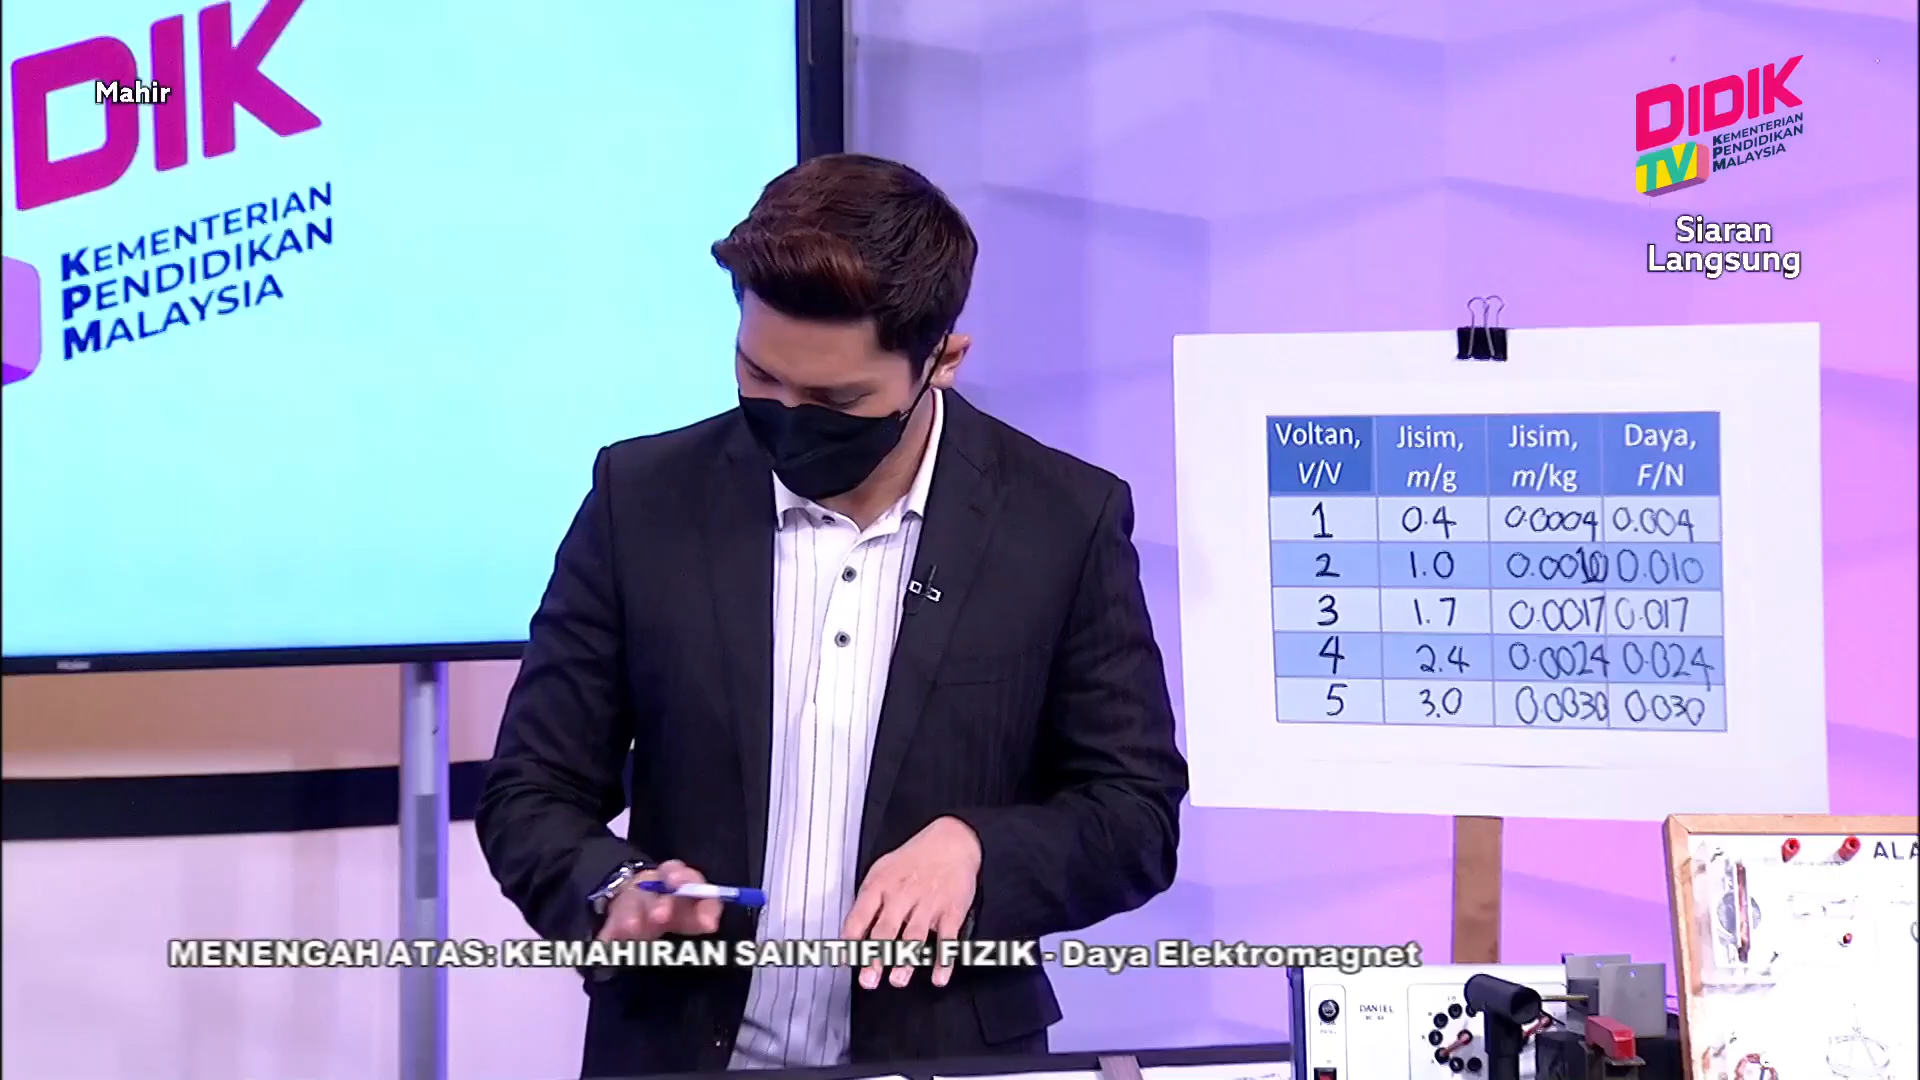 DIK
KEMENTERIAN
PENDIDIKAN
MALAYSIA
Mahir
DIDIK
TV
KEMENTERIAN
PENDIDIKAN
MALAYSIA
Siaran
Langsung
Voltan, V/V Jisim, m/g Jisim, m/kg Daya, F/N
1 0.4 0.0004 0.004
2 1.0 0.0010 0.010
3 1.7 0.0017 0.017
4 2.4 0.0024 0.024
5 3.0 0.0030 0.030
ALA
MENENGAH ATAS: KEMAHIRAN SAINTIFIK: FIZIK - Daya Elektromagnet
DANIEL